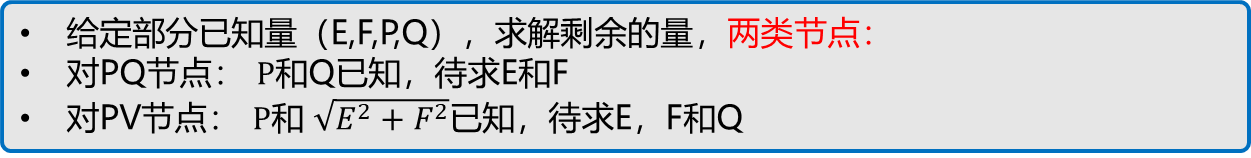 • 给定部分已知量（E,F,P,Q），求解剩余的量，两类节点：
• 对PQ节点： P和Q已知，待求E和F
• 对PV节点： P和 √(E² + F²)已知，待求E，F和Q